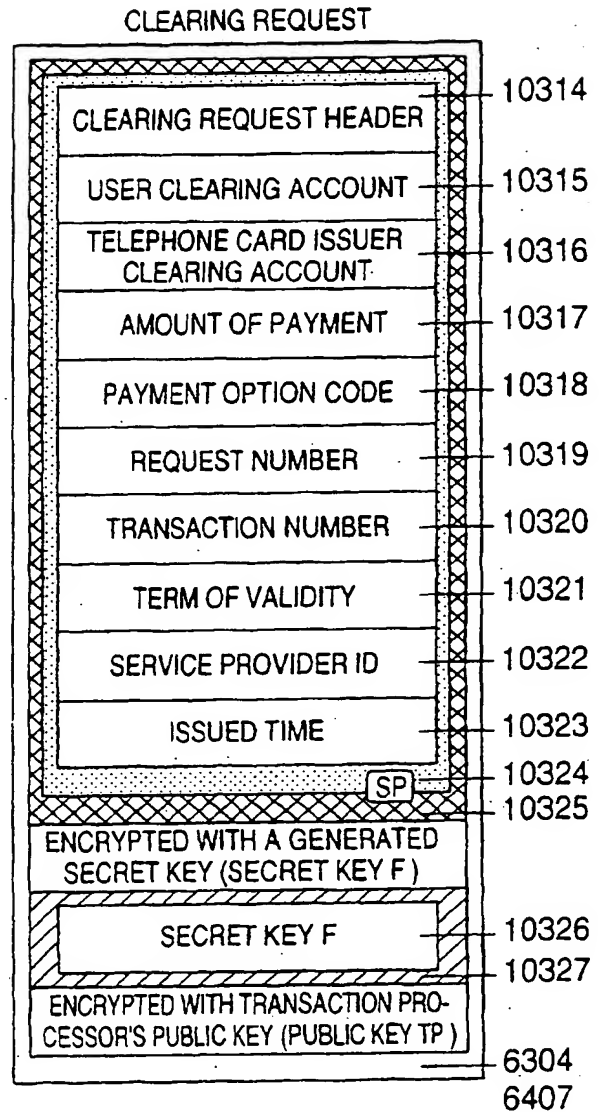 CLEARING REQUEST
CLEARING REQUEST HEADER 10314
USER CLEARING ACCOUNT 10315
TELEPHONE CARD ISSUER
CLEARING ACCOUNT 10316
AMOUNT OF PAYMENT 10317
PAYMENT OPTION CODE 10318
REQUEST NUMBER 10319
TRANSACTION NUMBER 10320
TERM OF VALIDITY 10321
SERVICE PROVIDER ID 10322
ISSUED TIME 10323
SP 10324
10325
ENCRYPTED WITH A GENERATED
SECRET KEY (SECRET KEY F)
SECRET KEY F 10326
10327
ENCRYPTED WITH TRANSACTION PRO-
CESSOR'S PUBLIC KEY (PUBLIC KEY TP)
6304
6407